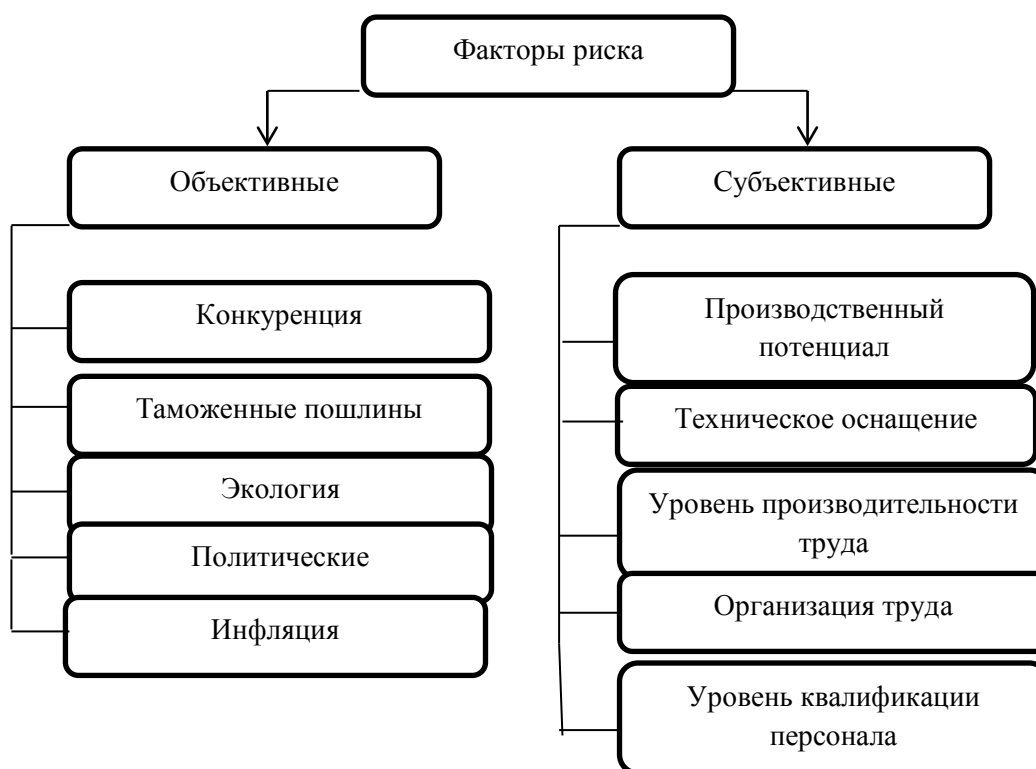 Факторы риска
Объективные
Субъективные
Конкуренция
Таможенные пошлины
Экология
Политические
Инфляция
Производственный
потенциал
Техническое оснащение
Уровень производительности
труда
Организация труда
Уровень квалификации
персонала